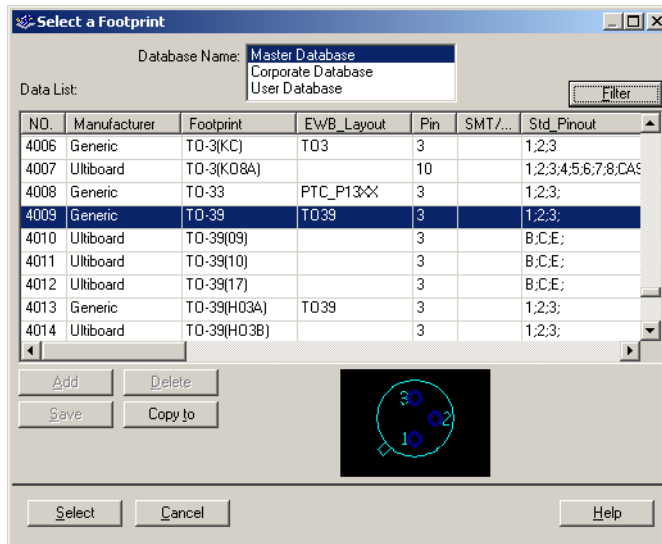 Select a Footprint
Database Name: Master Database
Corporate Database
User Database
Data List:
Filter
NO. Manufacturer Footprint EWB_Layout Pin SMT/... Std_Pinout
4006 Generic TO-3(KC) TO3 3 1;2;3
4007 Ultiboard TO-3(KO8A) 10 1;2;3;4;5;6;7;8;CAS
4008 Generic TO-33 PTC_P13XX 3 1;2;3;
4009 Generic TO-39 TO39 3 1;2;3;
4010 Ultiboard TO-39(09) 3 B;C;E;
4011 Ultiboard TO-39(10) 3 B;C;E;
4012 Ultiboard TO-39(17) 3 B;C;E;
4013 Generic TO-39(H03A) TO39 3 1;2;3;
4014 Ultiboard TO-39(HO3B) 3 1;2;3;
Add Delete
Save Copy to
3
2
1
Select Cancel Help